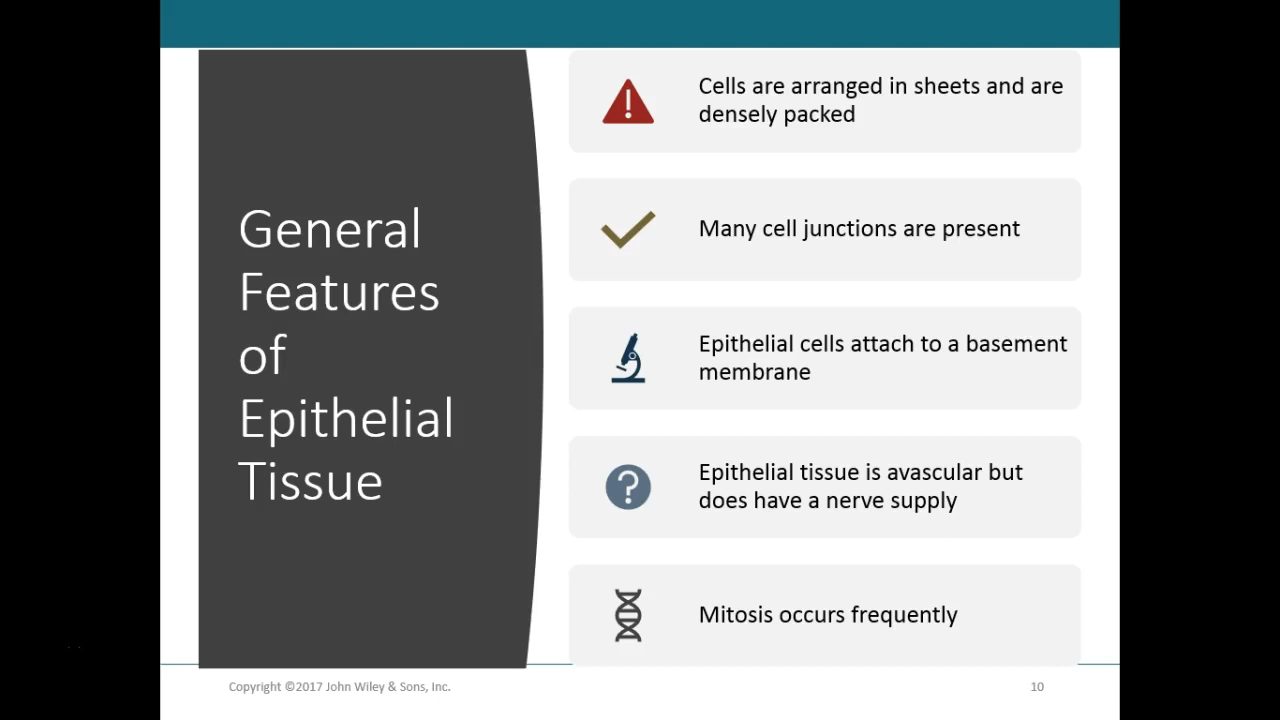 General
Features
of
Epithelial
Tissue
Cells are arranged in sheets and are
densely packed
Many cell junctions are present
Epithelial cells attach to a basement
membrane
Epithelial tissue is avascular but
does have a nerve supply
Mitosis occurs frequently
Copyright ©2017 John Wiley & Sons, Inc.
10